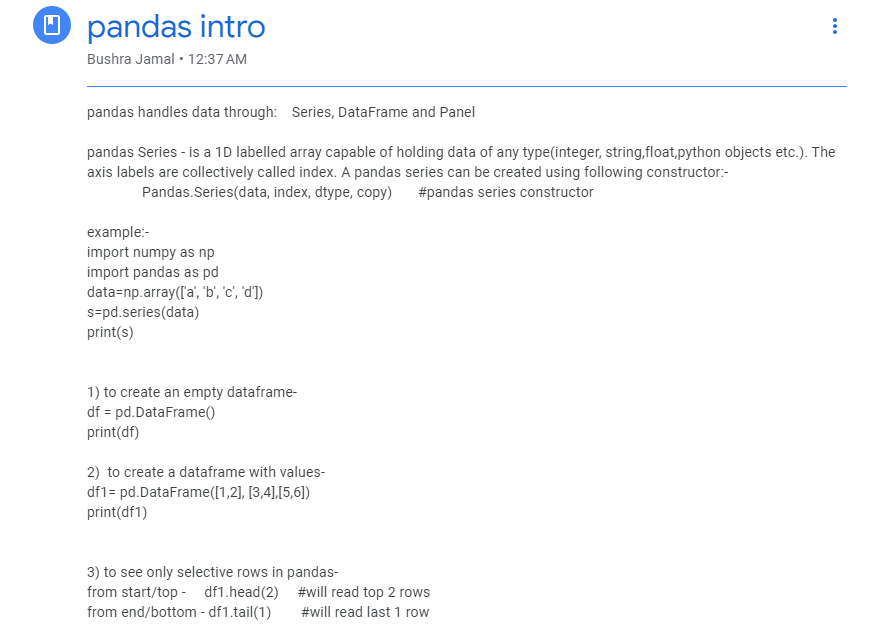 pandas intro
Bushra Jamal • 12:37 AM
pandas handles data through: Series, DataFrame and Panel
pandas Series - is a 1D labelled array capable of holding data of any type(integer, string,float,python objects etc.). The
axis labels are collectively called index. A pandas series can be created using following constructor:-
Pandas.Series(data, index, dtype, copy) #pandas series constructor
example:-
import numpy as np
import pandas as pd
data=np.array(['a', 'b', 'c', 'd'])
s=pd.series(data)
print(s)
1) to create an empty dataframe-
df = pd.DataFrame()
print(df)
2) to create a dataframe with values-
df1= pd.DataFrame([1,2], [3,4],[5,6])
print(df1)
3) to see only selective rows in pandas-
from start/top - df1.head(2) #will read top 2 rows
from end/bottom - df1.tail(1) #will read last 1 row